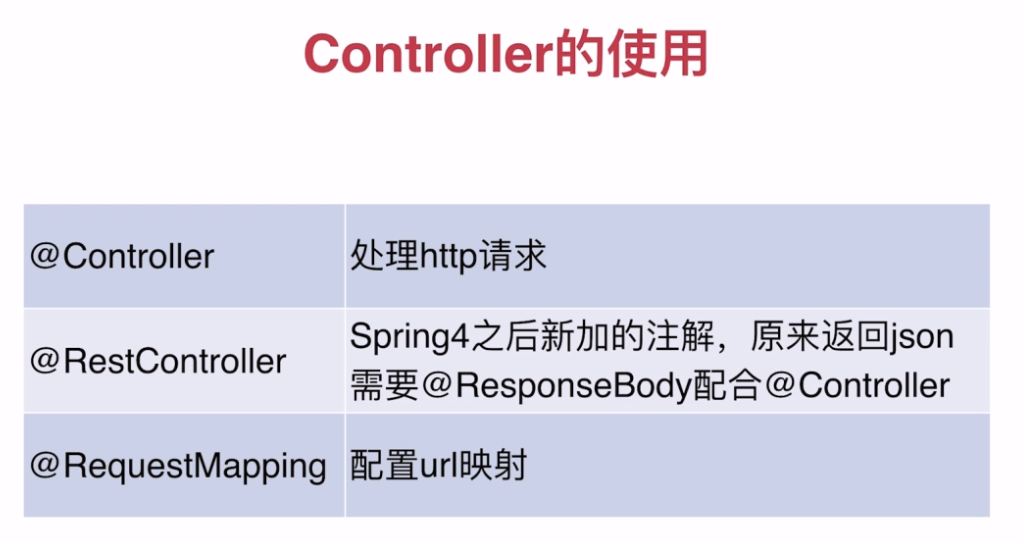 Controller的使用
@Controller
处理http请求
@RestController
Spring4之后新加的注解，原来返回json
需要@ResponseBody配合@Controller
@RequestMapping
配置url映射